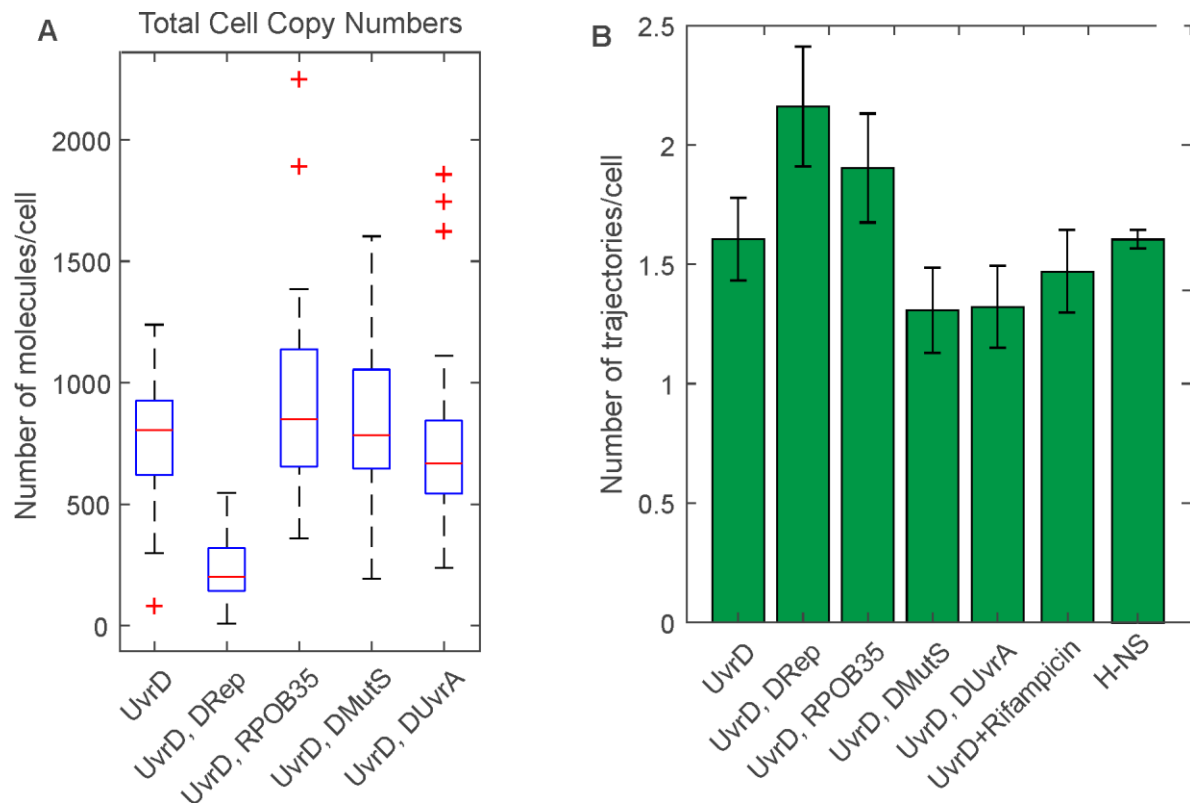 A
Total Cell Copy Numbers
Number of molecules/cell
2000
1500
1000
500
0
UvrD
UvrD, DRep
UvrD, RPOB35
UvrD, DMutS
UvrD, DUvrA
B
Number of trajectories/cell
2.5
2
1.5
1
0.5
0
UvrD
UvrD, DRep
UvrD, RPOB35
UvrD, DMutS
UvrD, DUvrA
UvrD+Rifampicin
H-NS